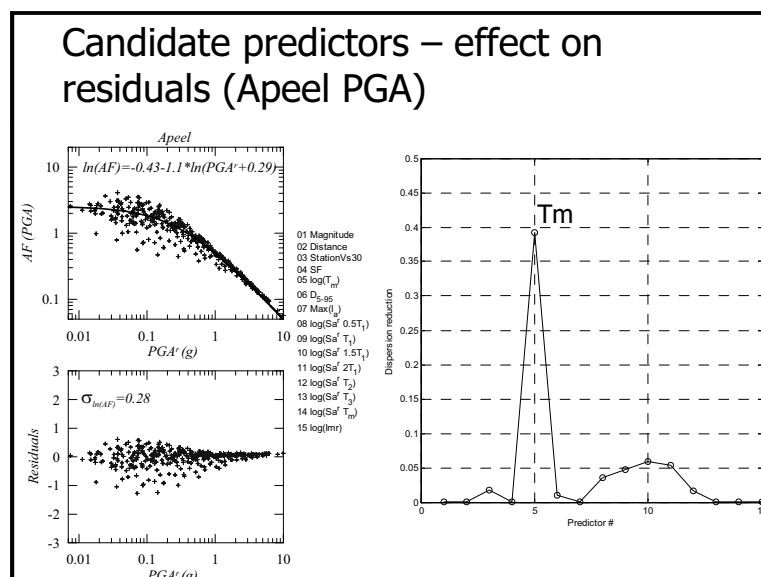 Candidate predictors – effect on
residuals (Apeel PGA)
Apeel
ln(AF)=-0.43-1.1*ln(PGAʳ+0.29)
10
1
0.1
AF (PGA)
0.01 0.1 1 10
PGAʳ (g)
σln(AF)=0.28
3
2
1
0
-1
-2
-3
Residuals
0.01 0.1 1 10
PGAʳ (g)
01 Magnitude
02 Distance
03 StationVs30
04 SF
05 log(Tm)
06 D5-95
07 Max(Ia)
08 log(Saʳ 0.5T1)
09 log(Saʳ T1)
10 log(Saʳ 1.5T1)
11 log(Saʳ 2T1)
12 log(Saʳ T2)
13 log(Saʳ T3)
14 log(Saʳ Tm)
15 log(Imr)
0.5
0.45
0.4
0.35
0.3
0.25
0.2
0.15
0.1
0.05
0
Dispersion reduction
Tm
0 5 10 15
Predictor #